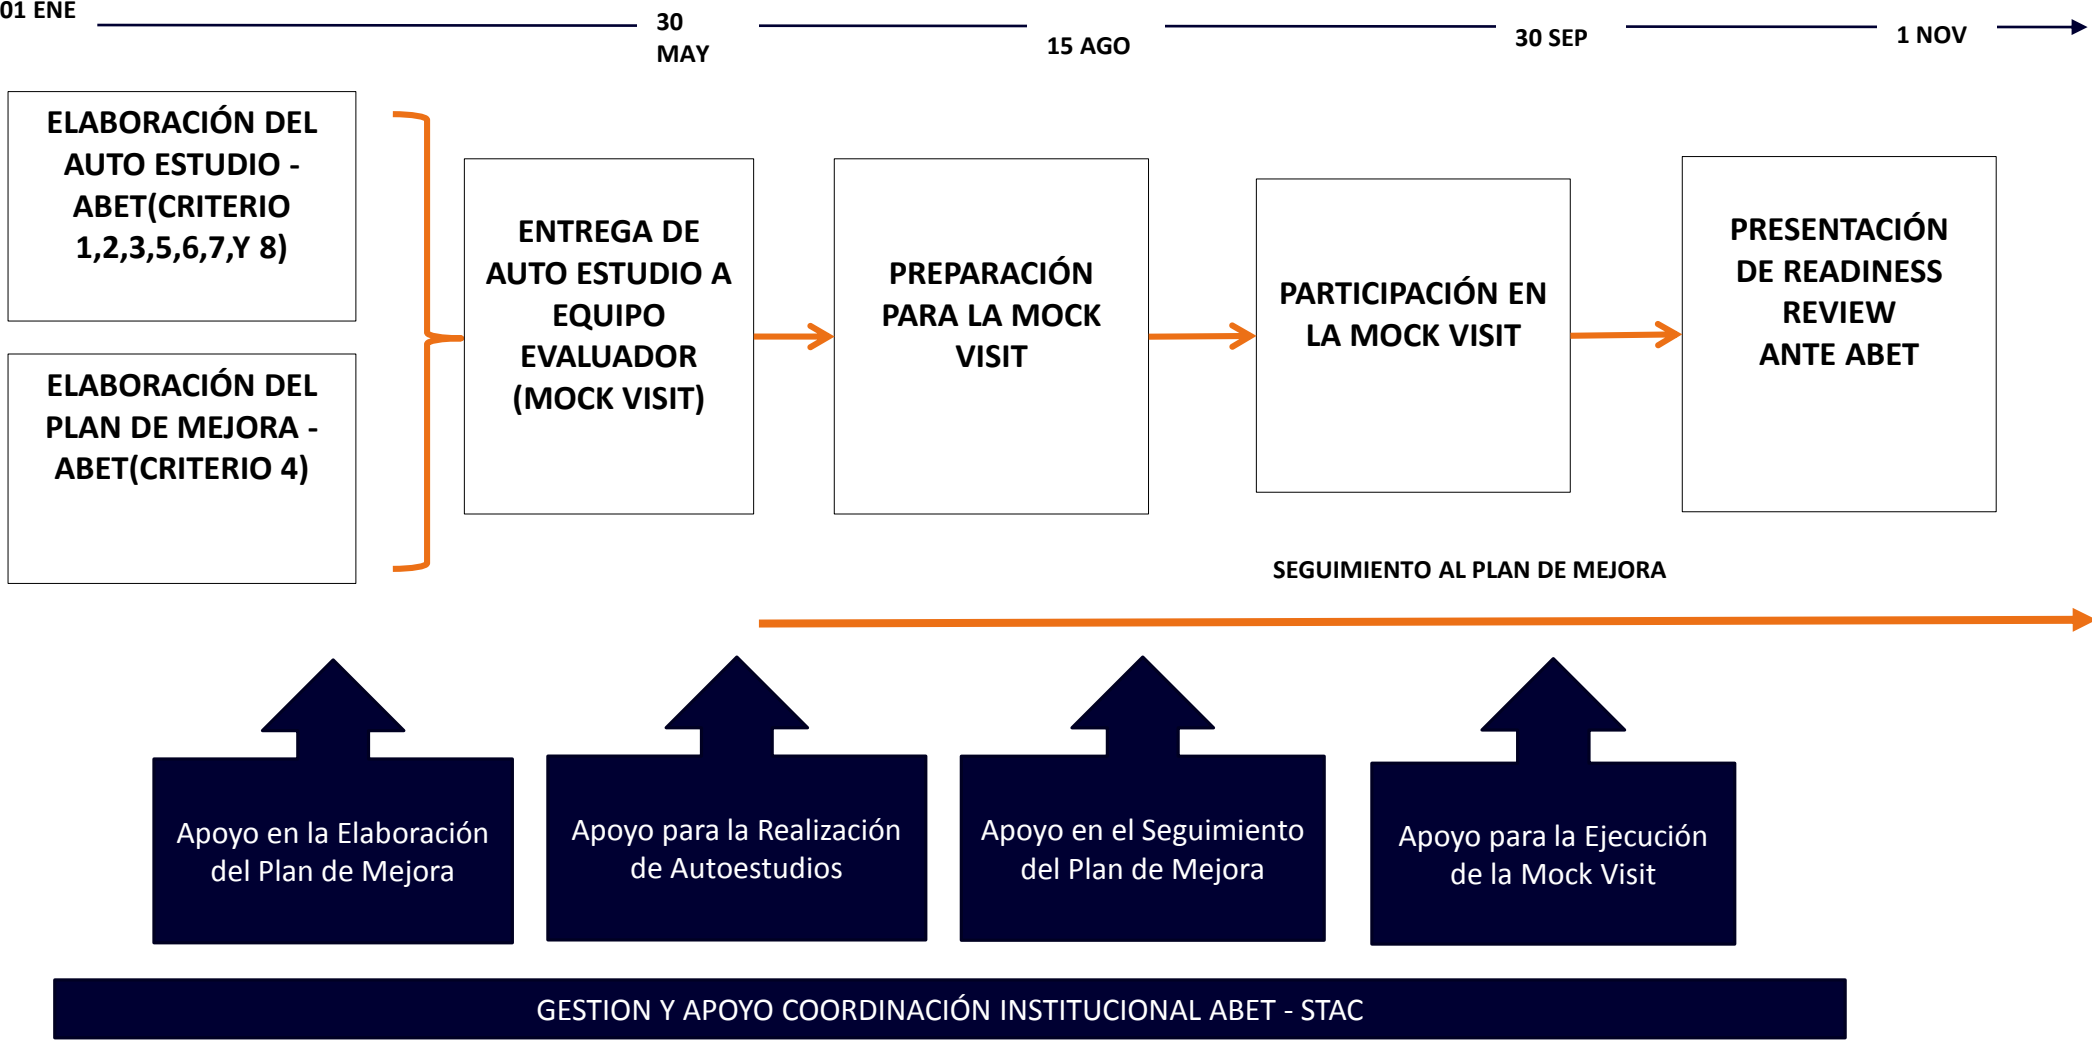 01 ENE
30
MAY
15 AGO
30 SEP
1 NOV
ELABORACIÓN DEL
AUTO ESTUDIO -
ABET(CRITERIO
1,2,3,5,6,7,Y 8)
ELABORACIÓN DEL
PLAN DE MEJORA -
ABET(CRITERIO 4)
ENTREGA DE
AUTO ESTUDIO A
EQUIPO
EVALUADOR
(MOCK VISIT)
PREPARACIÓN
PARA LA MOCK
VISIT
PARTICIPACIÓN EN
LA MOCK VISIT
PRESENTACIÓN
DE READINESS
REVIEW
ANTE ABET
SEGUIMIENTO AL PLAN DE MEJORA
Apoyo en la Elaboración
del Plan de Mejora
Apoyo para la Realización
de Autoestudios
Apoyo en el Seguimiento
del Plan de Mejora
Apoyo para la Ejecución
de la Mock Visit
GESTION Y APOYO COORDINACIÓN INSTITUCIONAL ABET - STAC